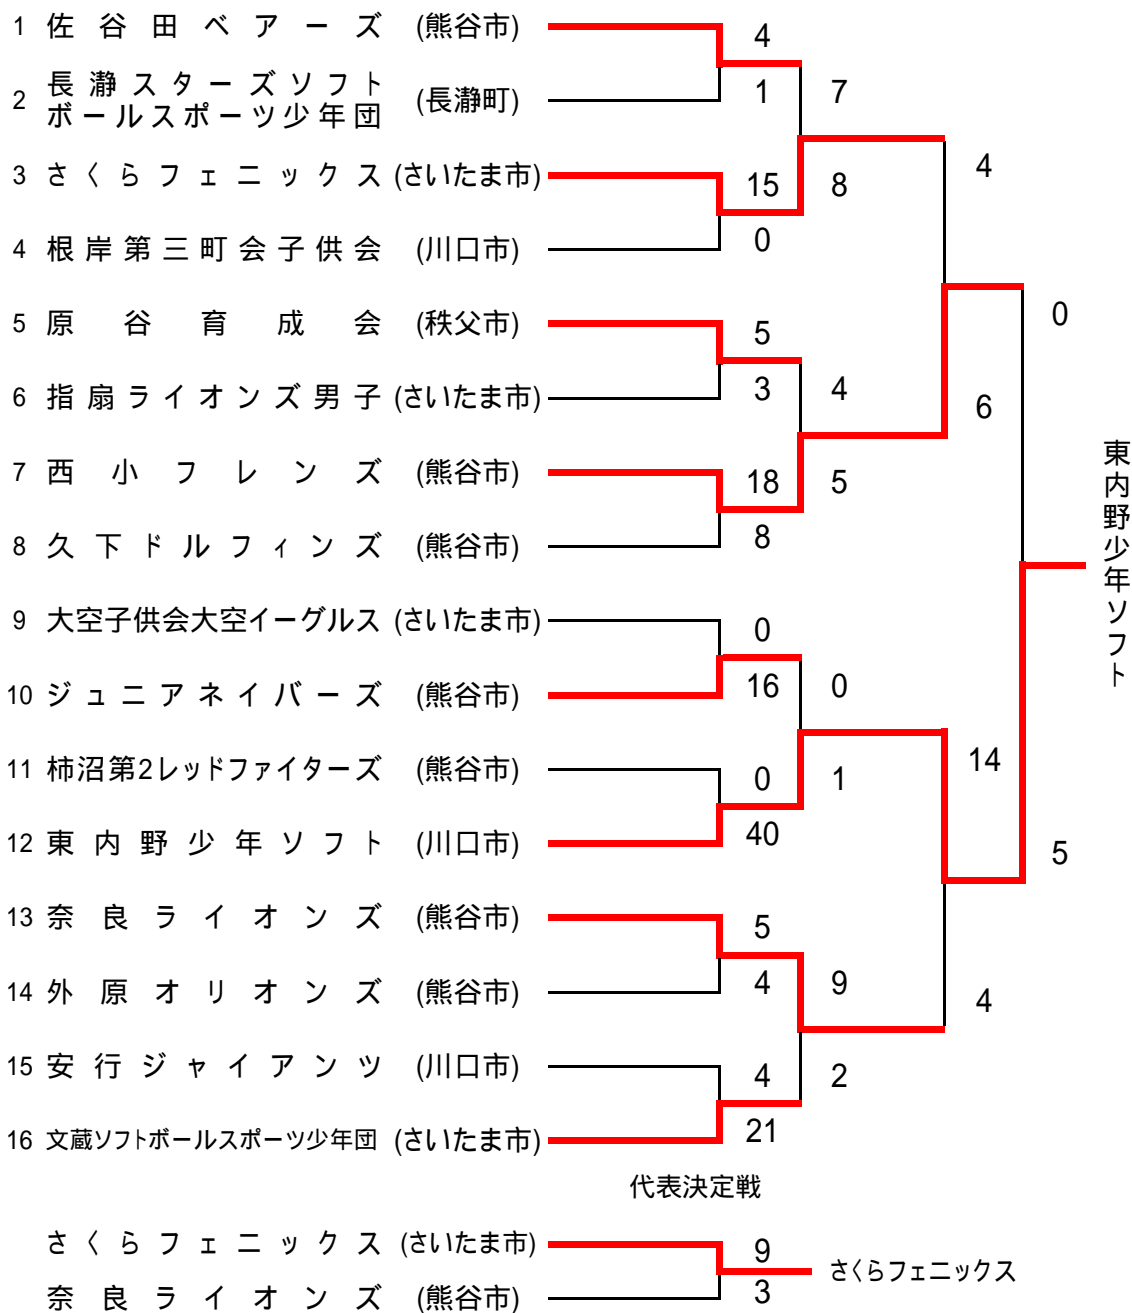 1 佐谷田ベアーズ (熊谷市)
4
2 長瀞スターズソフトボールスポーツ少年団 (長瀞町)
1
7
3 さくらフェニックス (さいたま市)
15
8
4
4 根岸第三町会子供会 (川口市)
0
5 原谷育成会 (秩父市)
5
0
6 指扇ライオンズ男子 (さいたま市)
3
4
6
7 西小フレンズ (熊谷市)
18
5
8 久下ドルフィンズ (熊谷市)
8
東内野少年ソフト
9 大空子供会大空イーグルス (さいたま市)
0
10 ジュニアネイバーズ (熊谷市)
16
0
11 柿沼第2レッドファイターズ (熊谷市)
0
1
14
12 東内野少年ソフト (川口市)
40
5
13 奈良ライオンズ (熊谷市)
5
14 外原オリオンズ (熊谷市)
4
9
4
15 安行ジャイアンツ (川口市)
4
2
16 文蔵ソフトボールスポーツ少年団 (さいたま市)
21
代表決定戦
さくらフェニックス (さいたま市)
9
さくらフェニックス
奈良ライオンズ (熊谷市)
3